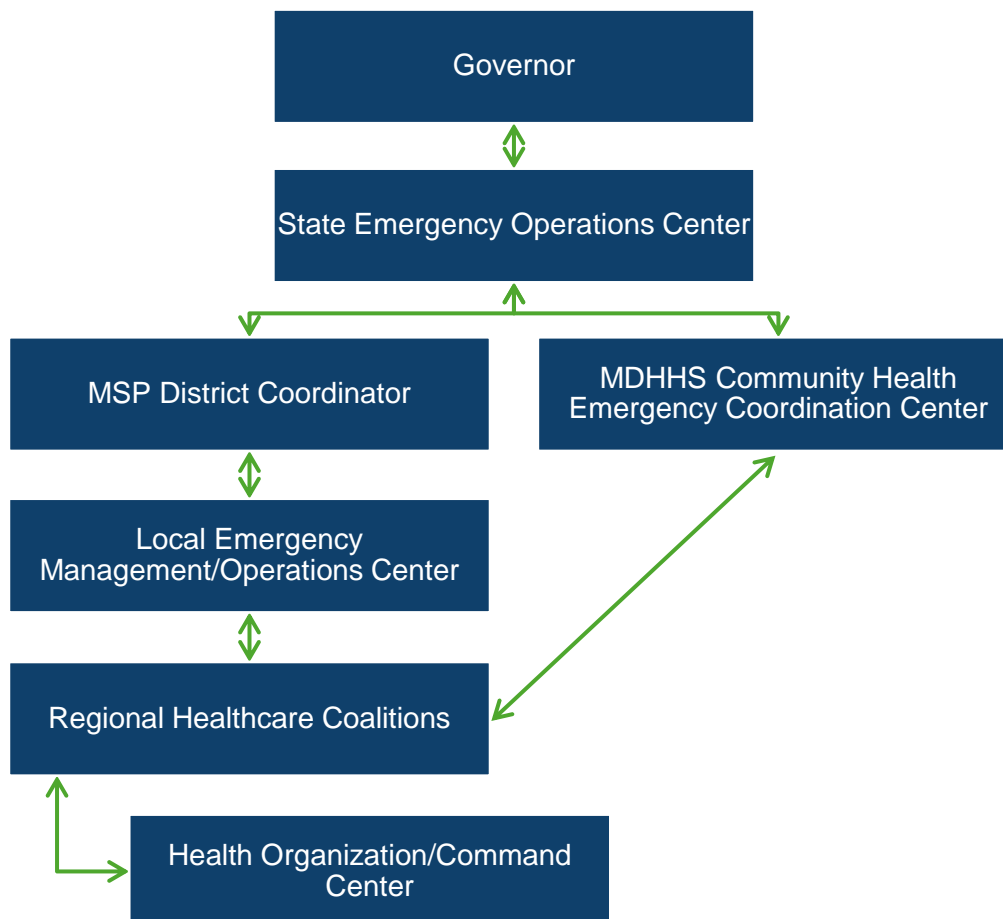 Governor
State Emergency Operations Center
MSP District Coordinator
MDHHS Community Health
Emergency Coordination Center
Local Emergency
Management/Operations Center
Regional Healthcare Coalitions
Health Organization/Command
Center